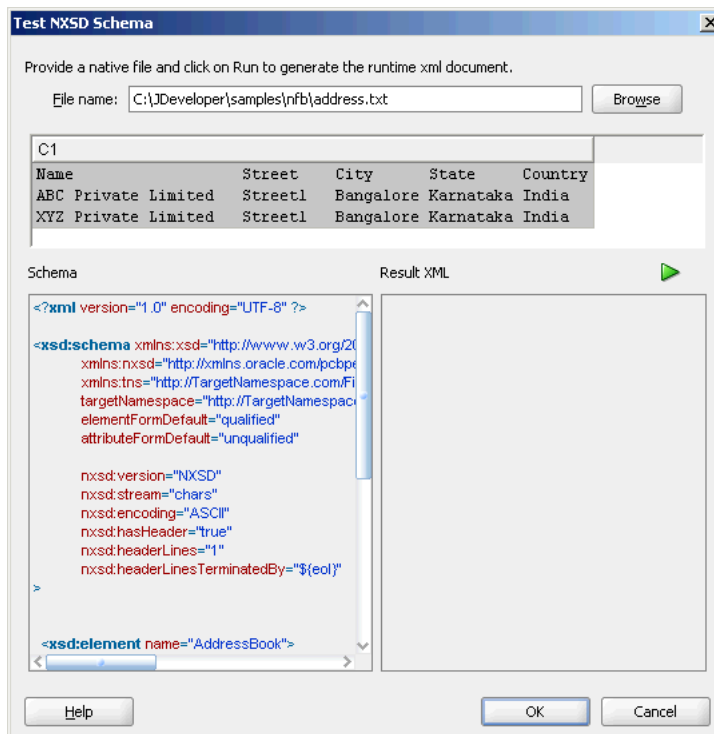 Test NXSD Schema
Provide a native file and click on Run to generate the runtime xml document.
File name: C:\JDeveloper\samples\nfb\address.txt Browse
C1
Name Street City State Country
ABC Private Limited Street1 Bangalore Karnataka India
XYZ Private Limited Street1 Bangalore Karnataka India
Schema Result XML
<?xml version="1.0" encoding="UTF-8" ?>
<xsd:schema xmlns:xsd="http://www.w3.org/20
xmlns:nxsd="http://xmlns.oracle.com/pcbpe
xmlns:tns="http://TargetNamespace.com/Fi
targetNamespace="http://TargetNamespac
elementFormDefault="qualified"
attributeFormDefault="unqualified"
nxsd:version="NXSD"
nxsd:stream="chars"
nxsd:encoding="ASCII"
nxsd:hasHeader="true"
nxsd:headerLines="1"
nxsd:headerLinesTerminatedBy="${eol}"
>
<xsd:element name="AddressBook">
Help OK Cancel